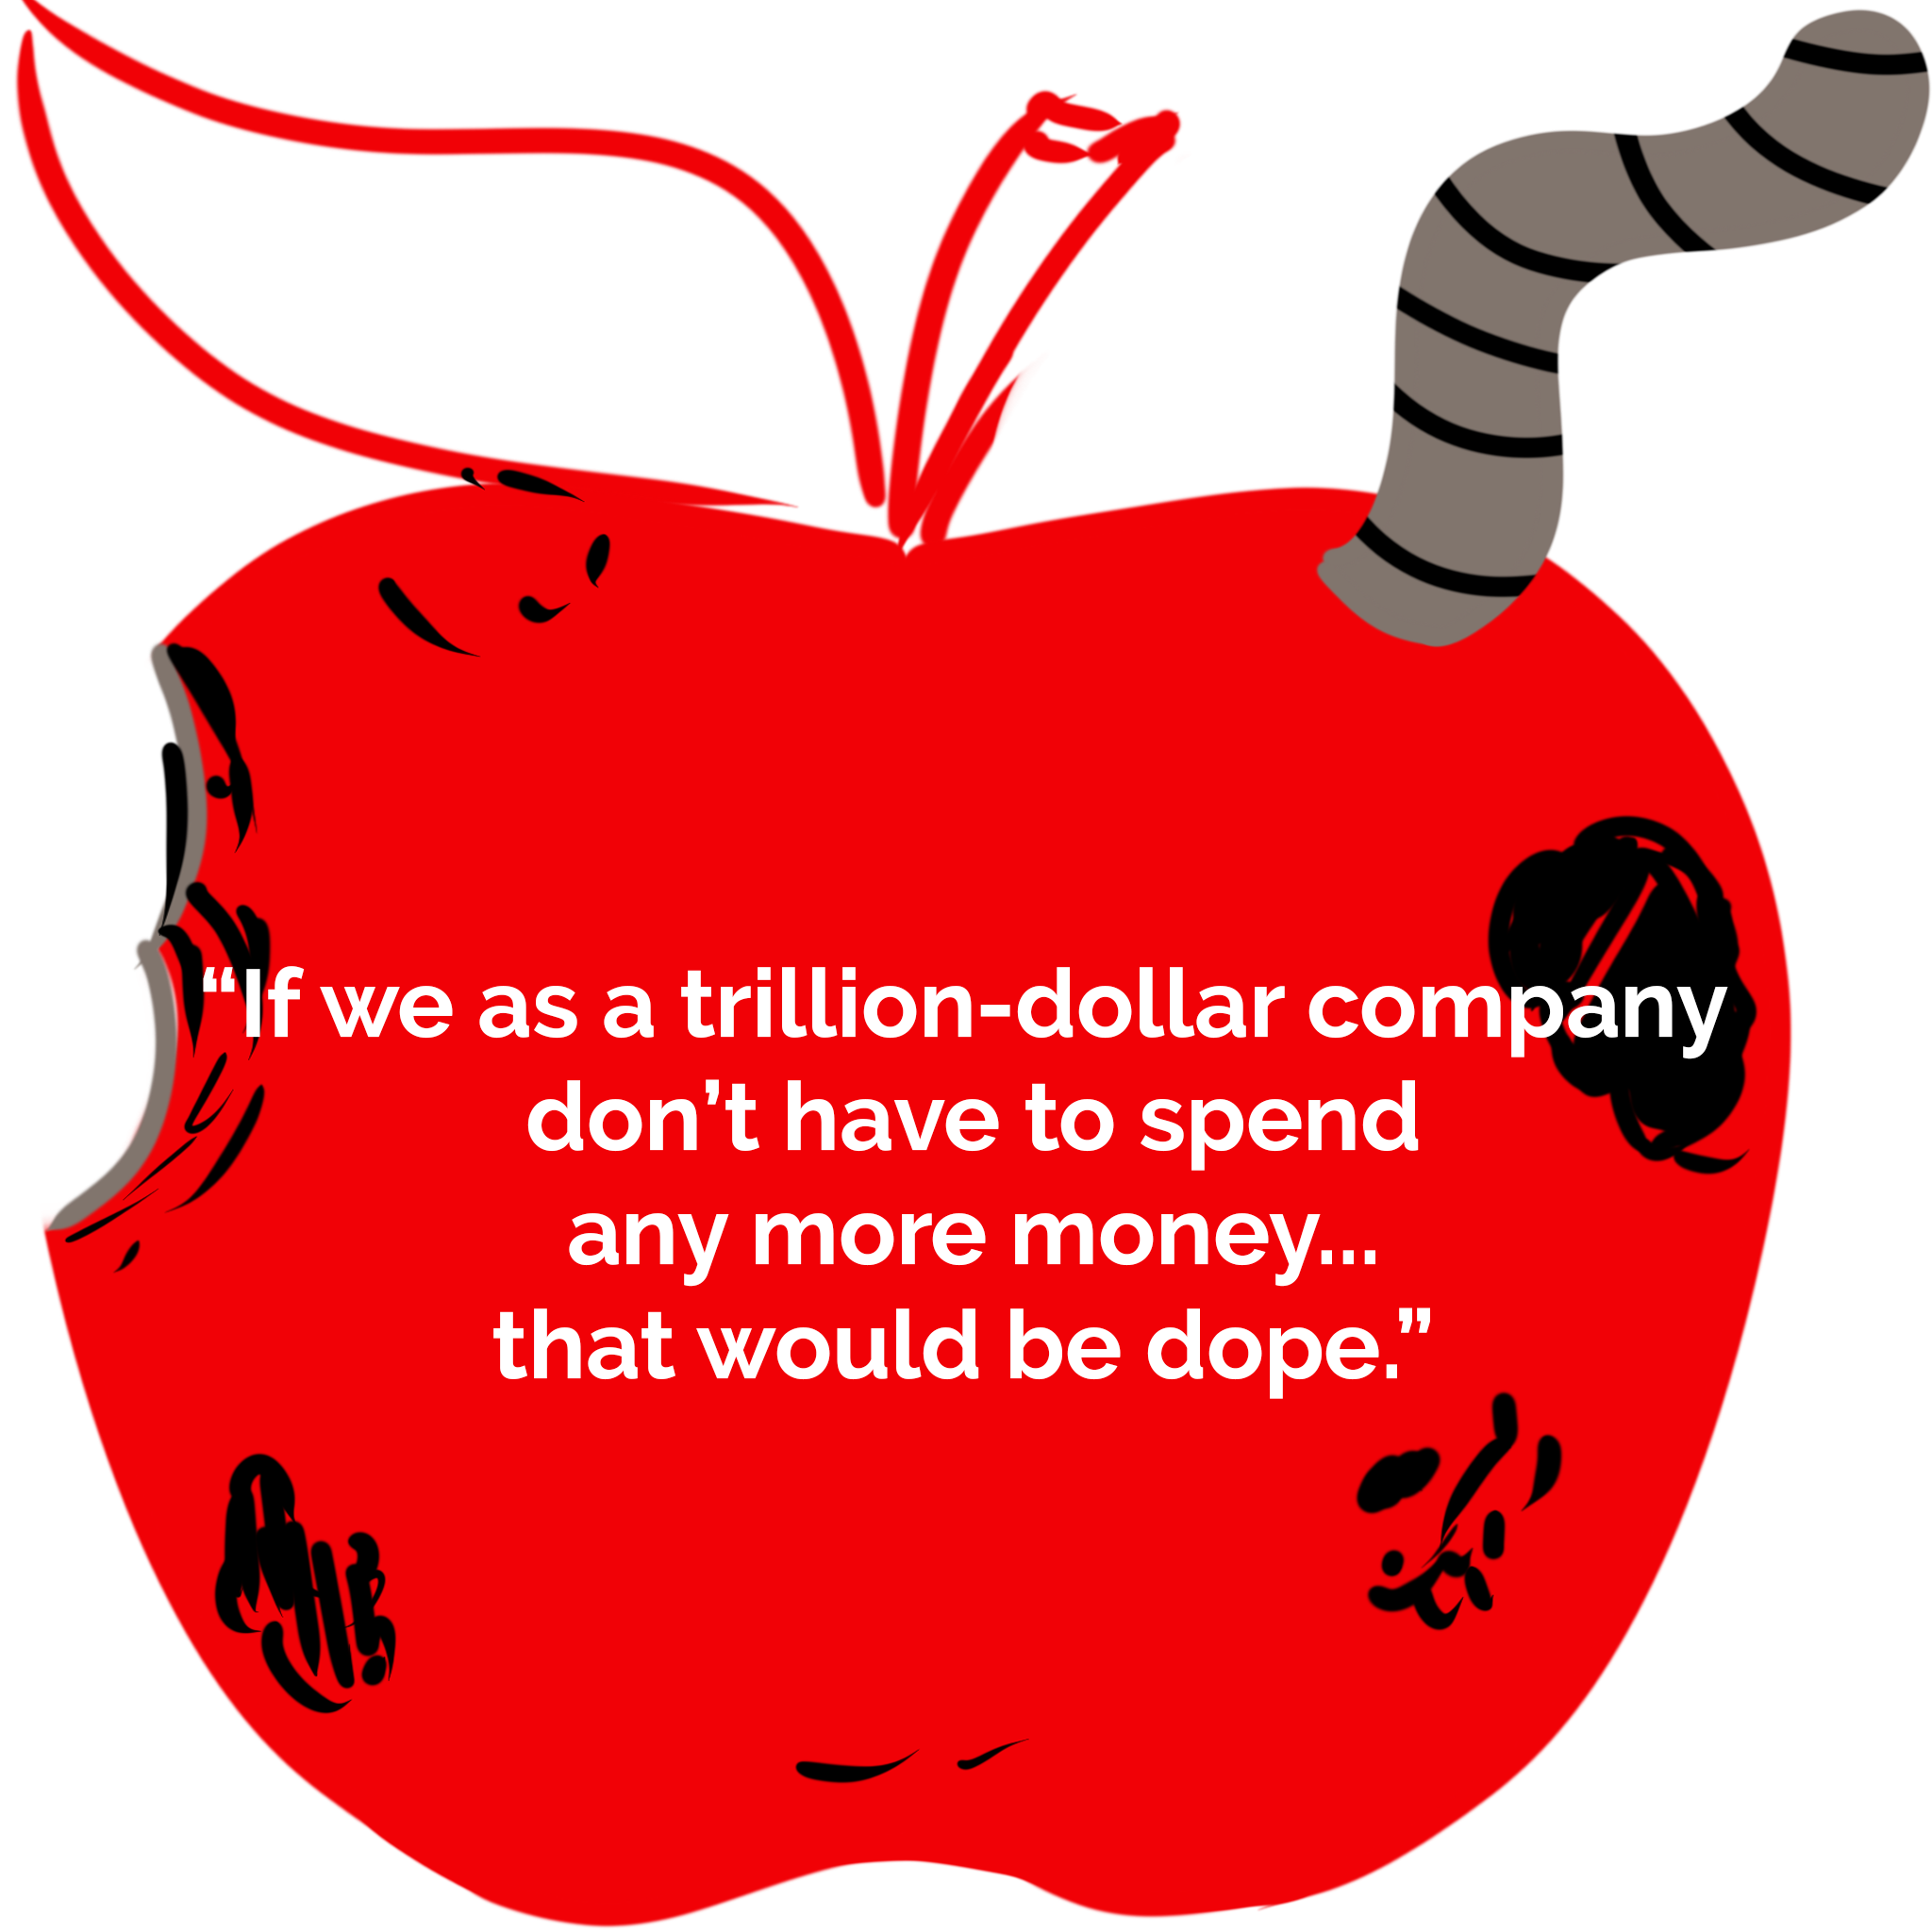 “If we as a trillion-dollar company
don’t have to spend
any more money...
that would be dope.”